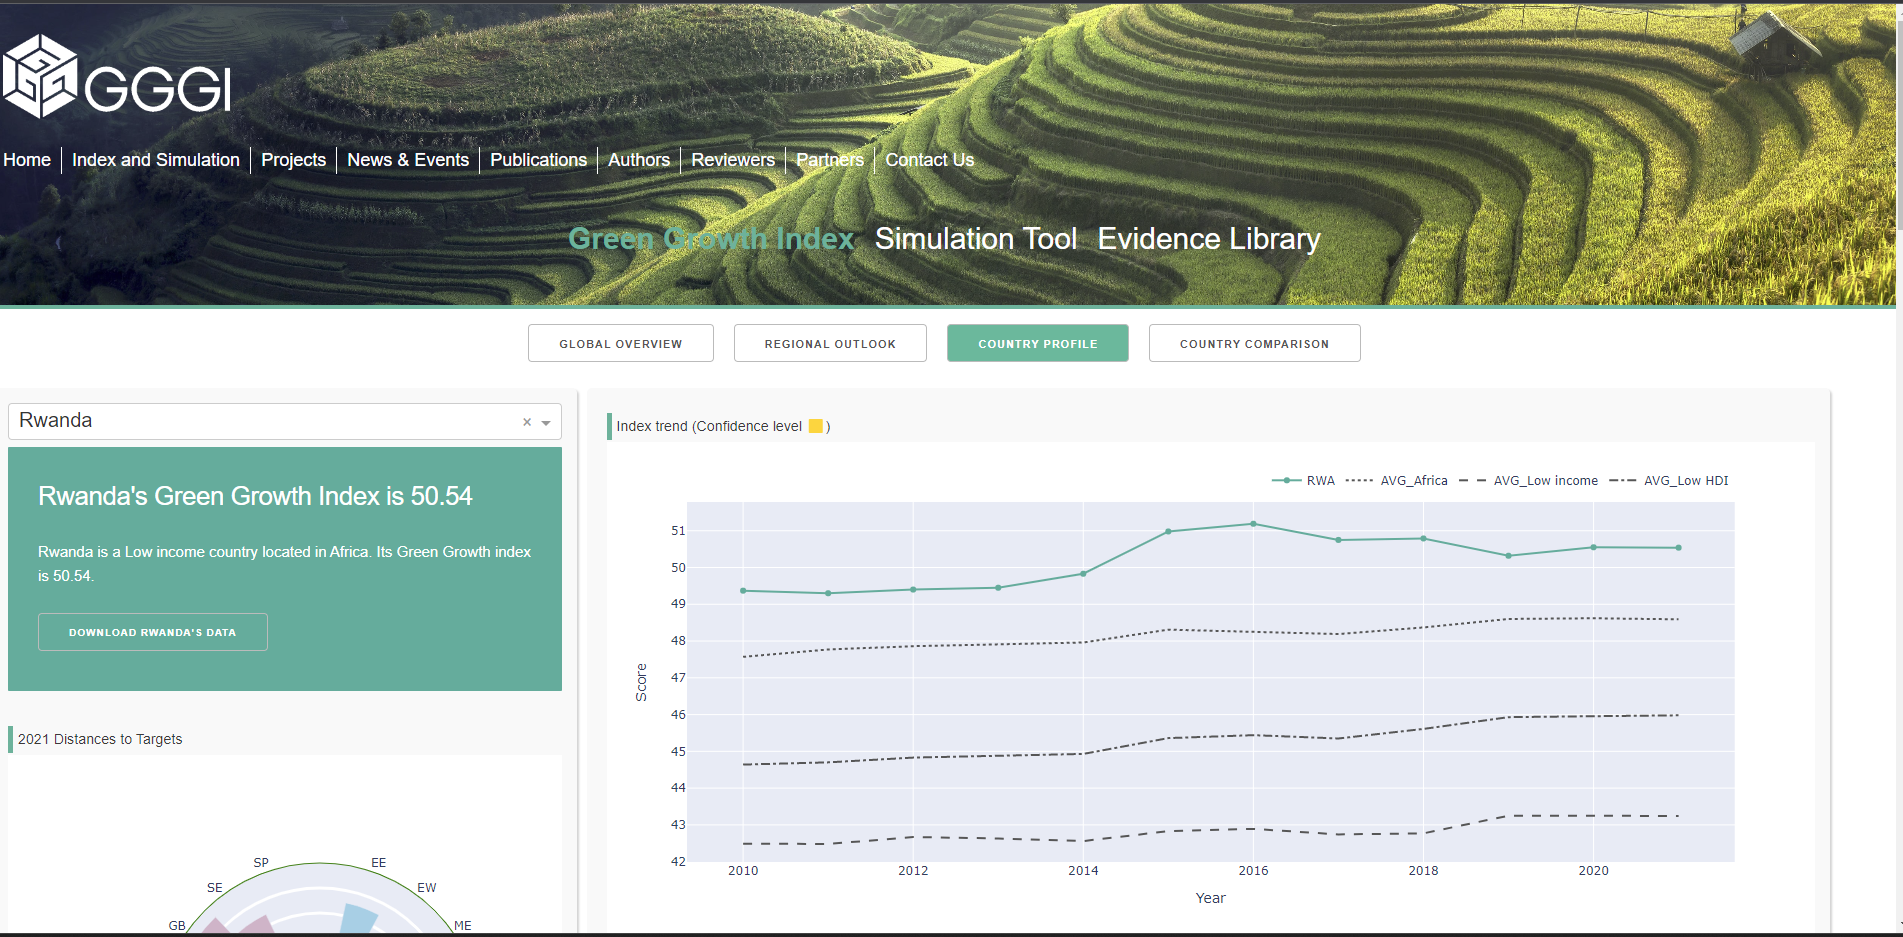 GGGI
Home
Index and Simulation
Projects
News & Events
Publications
Authors
Reviewers
Partners
Contact Us
Green Growth Index
Simulation Tool
Evidence Library
GLOBAL OVERVIEW
REGIONAL OUTLOOK
COUNTRY PROFILE
COUNTRY COMPARISON
Rwanda
×
Rwanda's Green Growth Index is 50.54
Rwanda is a Low income country located in Africa. Its Green Growth index
is 50.54.
DOWNLOAD RWANDA'S DATA
2021 Distances to Targets
SP
EE
SE
EW
GB
ME
Index trend (Confidence level )
RWA
AVG_Africa
AVG_Low income
AVG_Low HDI
51
50
49
48
47
46
45
44
43
42
Score
2010
2012
2014
2016
2018
2020
Year